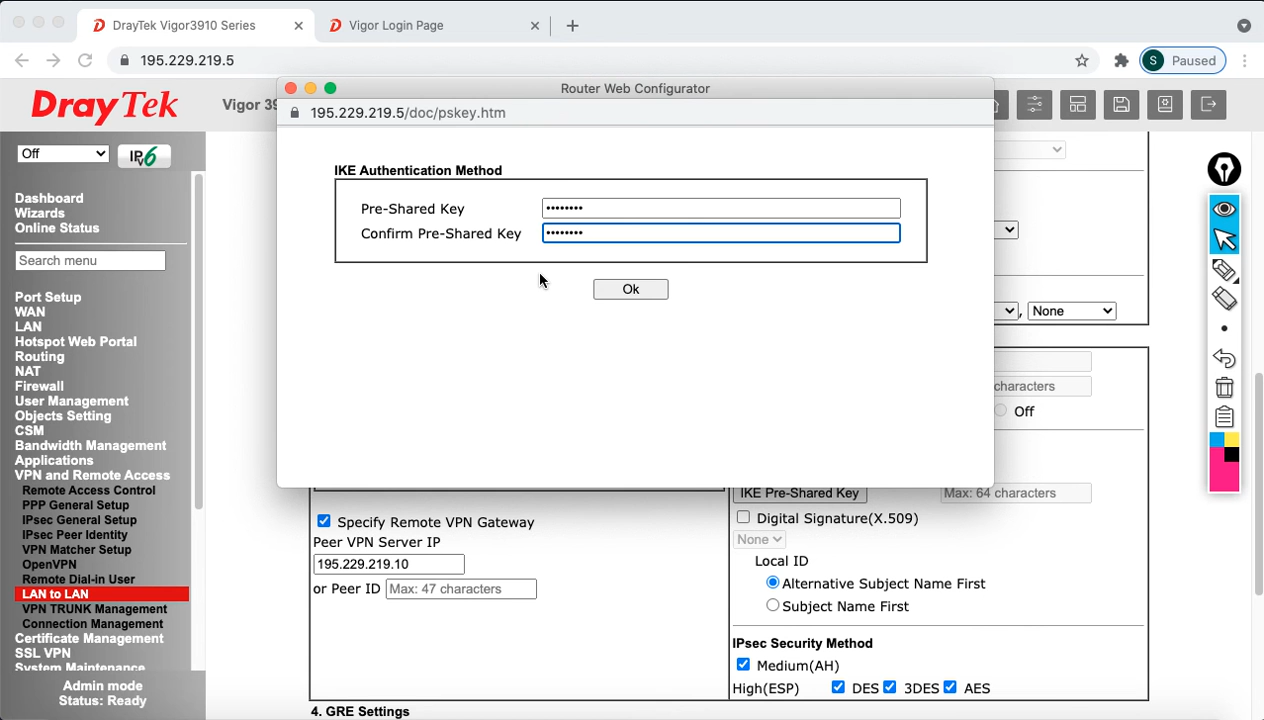 DrayTek Vigor3910 Series
Vigor Login Page
195.229.219.5
S Paused
DrayTek
Vigor 39
Router Web Configurator
195.229.219.5/doc/pskey.htm
IKE Authentication Method
Pre-Shared Key ••••••••
Confirm Pre-Shared Key ••••••••
Ok
Off
IPv6
Dashboard
Wizards
Online Status
Search menu
Port Setup
WAN
LAN
Hotspot Web Portal
Routing
NAT
Firewall
User Management
Objects Setting
CSM
Bandwidth Management
Applications
VPN and Remote Access
Remote Access Control
PPP General Setup
IPsec General Setup
IPsec Peer Identity
VPN Matcher Setup
OpenVPN
Remote Dial-in User
LAN to LAN
VPN TRUNK Management
Connection Management
Certificate Management
SSL VPN
System Maintenance
Admin mode
Status: Ready
, None
characters
Off
IKE Pre-Shared Key Max: 64 characters
Digital Signature(X.509)
None
Local ID
Alternative Subject Name First
Subject Name First
IPsec Security Method
Medium(AH)
High(ESP) DES 3DES AES
Specify Remote VPN Gateway
Peer VPN Server IP
195.229.219.10
or Peer ID Max: 47 characters
4. GRE Settings